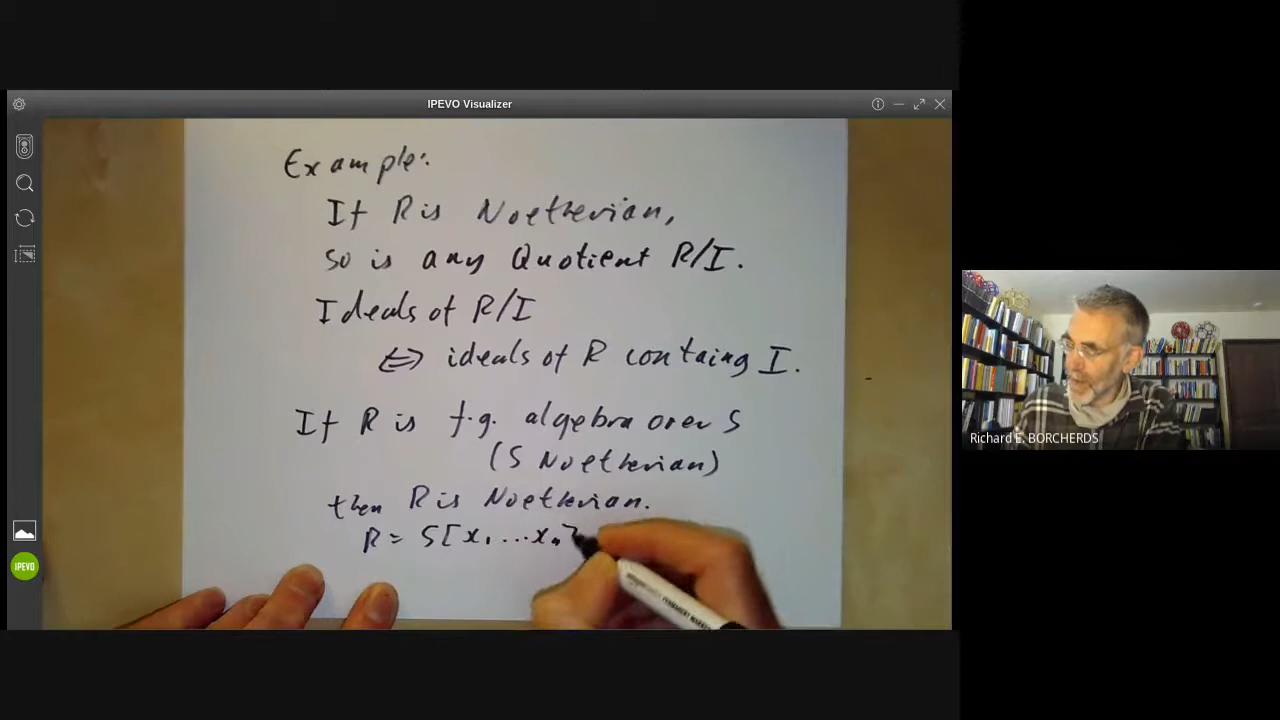 IPEVO Visualizer
Example:
If R is Noetherian,
so is any Quotient R/I.
Ideals of R/I
⇔ ideals of R containg I.
If R is f.g. algebra over S
(S Noetherian)
then R is Noetherian.
R = S[x₁ ... xₙ]
Richard E. BORCHERDS
IPEVO